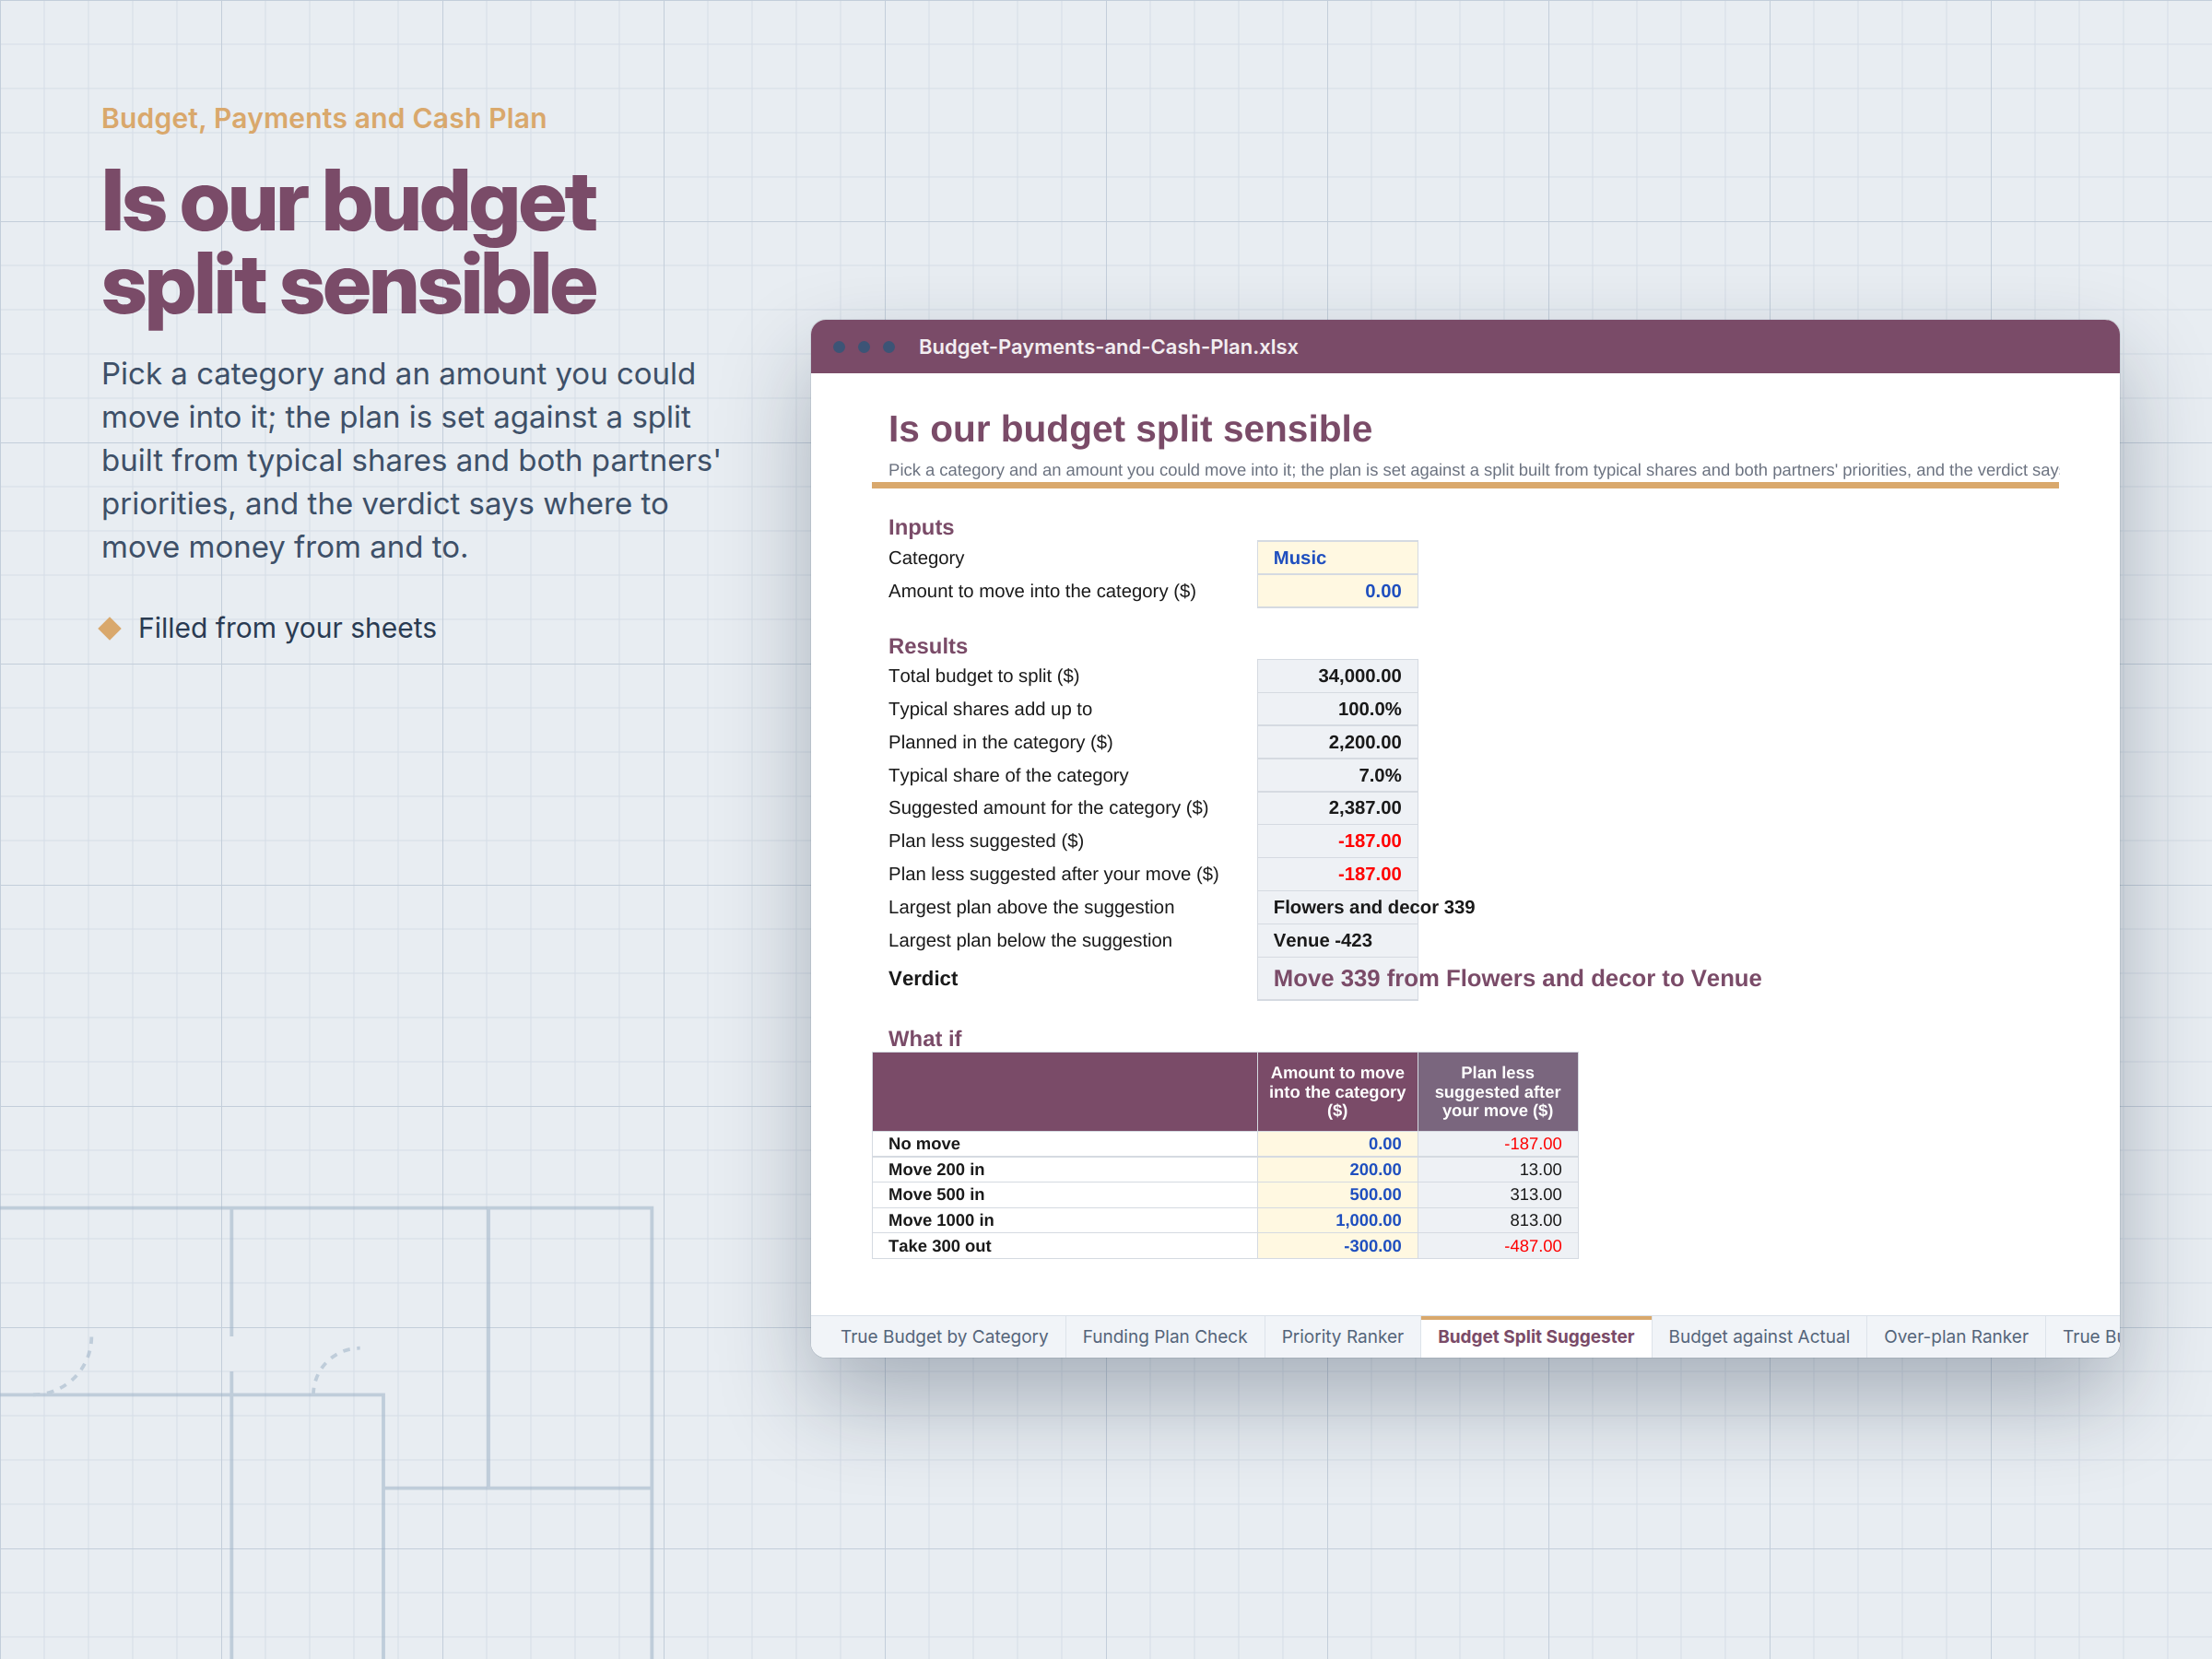 Budget, Payments and Cash Plan
Is our budget
split sensible
Pick a category and an amount you could
move into it; the plan is set against a split
built from typical shares and both partners'
priorities, and the verdict says where to
move money from and to.
Filled from your sheets
Budget-Payments-and-Cash-Plan.xlsx
Is our budget split sensible
Pick a category and an amount you could move into it; the plan is set against a split built from typical shares and both partners' priorities, and the verdict say
Inputs
Category Music
Amount to move into the category ($) 0.00
Results
Total budget to split ($) 34,000.00
Typical shares add up to 100.0%
Planned in the category ($) 2,200.00
Typical share of the category 7.0%
Suggested amount for the category ($) 2,387.00
Plan less suggested ($) -187.00
Plan less suggested after your move ($) -187.00
Largest plan above the suggestion Flowers and decor 339
Largest plan below the suggestion Venue -423
Verdict Move 339 from Flowers and decor to Venue
What if
Amount to move into the category ($) Plan less suggested after your move ($)
No move 0.00 -187.00
Move 200 in 200.00 13.00
Move 500 in 500.00 313.00
Move 1000 in 1,000.00 813.00
Take 300 out -300.00 -487.00
True Budget by Category Funding Plan Check Priority Ranker Budget Split Suggester Budget against Actual Over-plan Ranker True Bu